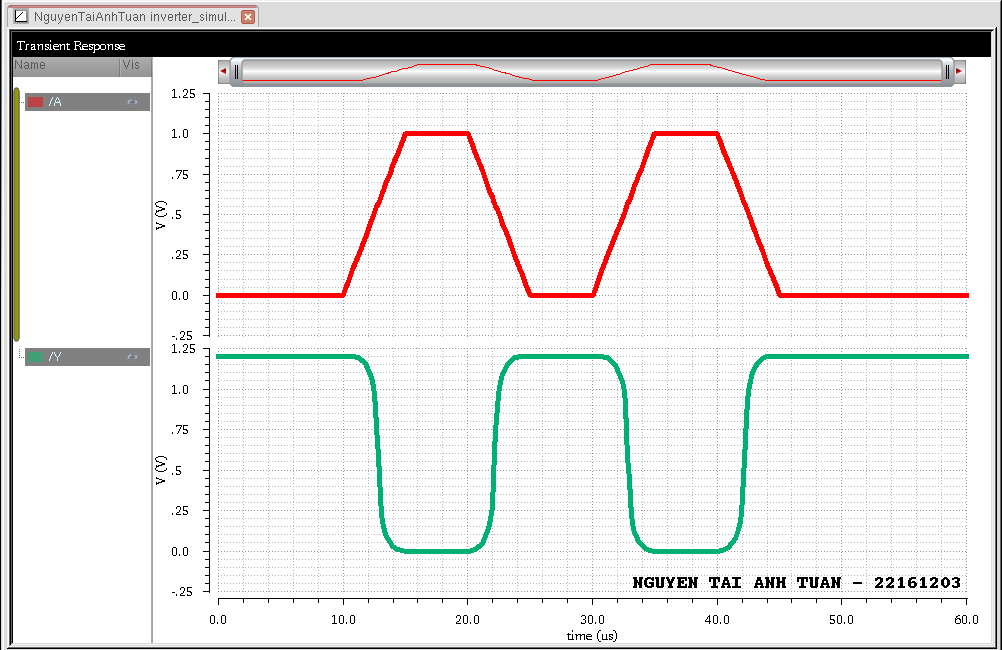 NguyenTaiAnhTuan inverter_simul...
Transient Response
Name Vis
/A
1.25
1.0
.75
.5
.25
0.0
-.25
V (V)
/Y
1.25
1.0
.75
.5
.25
0.0
-.25
V (V)
NGUYEN TAI ANH TUAN - 22161203
0.0 10.0 20.0 30.0 40.0 50.0 60.0
time (us)